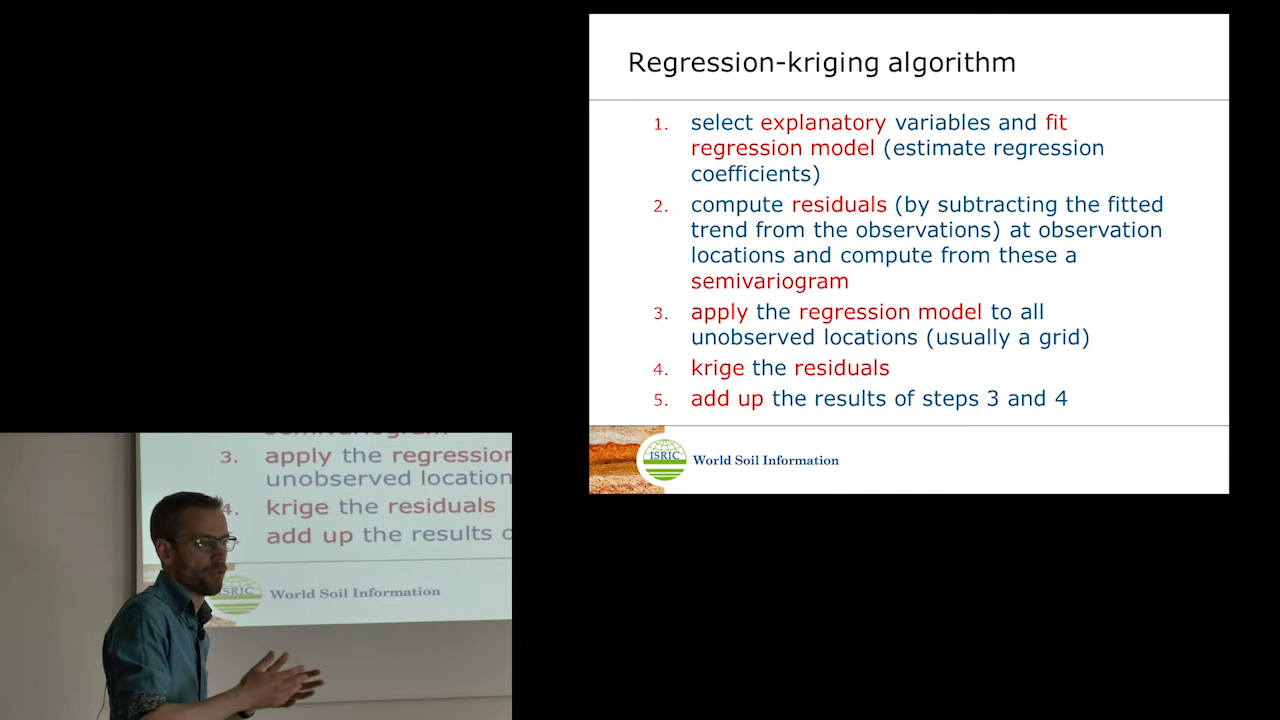 Regression-kriging algorithm
1. select explanatory variables and fit
regression model (estimate regression
coefficients)
2. compute residuals (by subtracting the fitted
trend from the observations) at observation
locations and compute from these a
semivariogram
3. apply the regression model to all
unobserved locations (usually a grid)
4. krige the residuals
5. add up the results of steps 3 and 4
ISRIC World Soil Information
semivariogram
3. apply the regression
unobserved location
4. krige the residuals
add up the results o
ISRIC World Soil Information